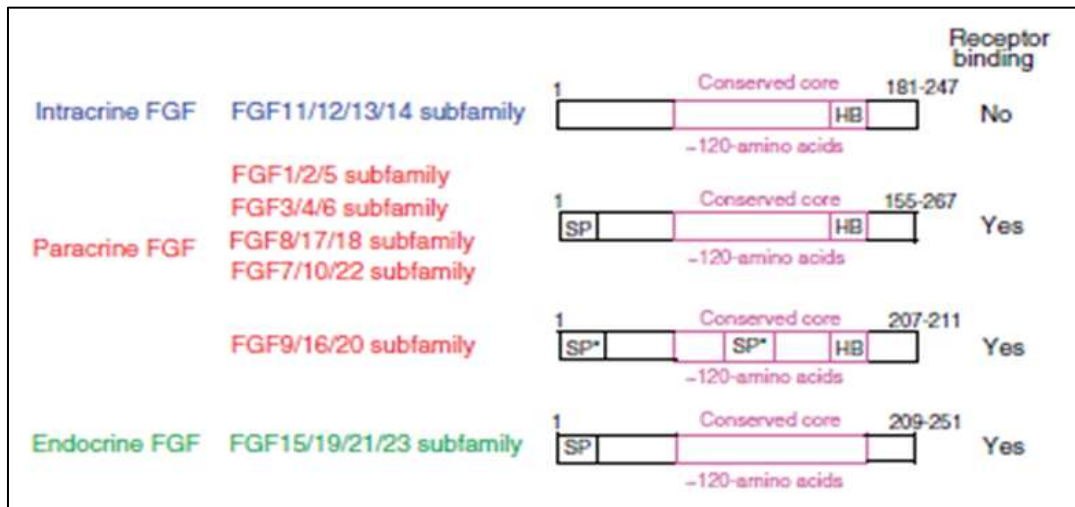 Receptor
binding
1 Conserved core 181-247
Intracrine FGF FGF11/12/13/14 subfamily HB No
~120-amino acids
FGF1/2/5 subfamily
FGF3/4/6 subfamily
1 Conserved core 155-267
Paracrine FGF FGF8/17/18 subfamily SP HB Yes
FGF7/10/22 subfamily
~120-amino acids
1 Conserved core 207-211
FGF9/16/20 subfamily SP* SP* HB Yes
~120-amino acids
1 Conserved core 209-251
Endocrine FGF FGF15/19/21/23 subfamily SP Yes
~120-amino acids